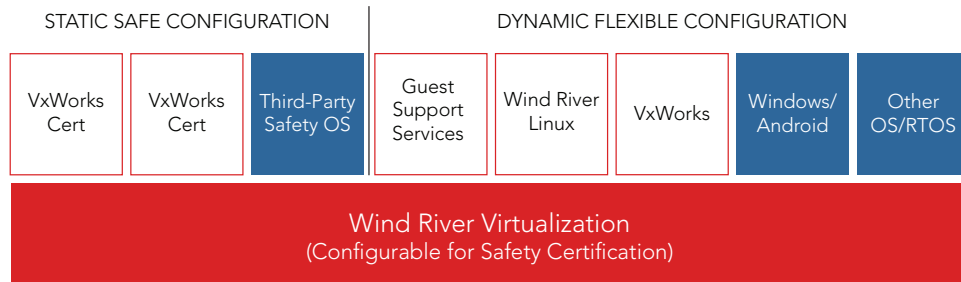 STATIC SAFE CONFIGURATION
DYNAMIC FLEXIBLE CONFIGURATION
VxWorks
Cert
VxWorks
Cert
Third-Party
Safety OS
Guest
Support
Services
Wind River
Linux
VxWorks
Windows/
Android
Other
OS/RTOS
Wind River Virtualization
(Configurable for Safety Certification)